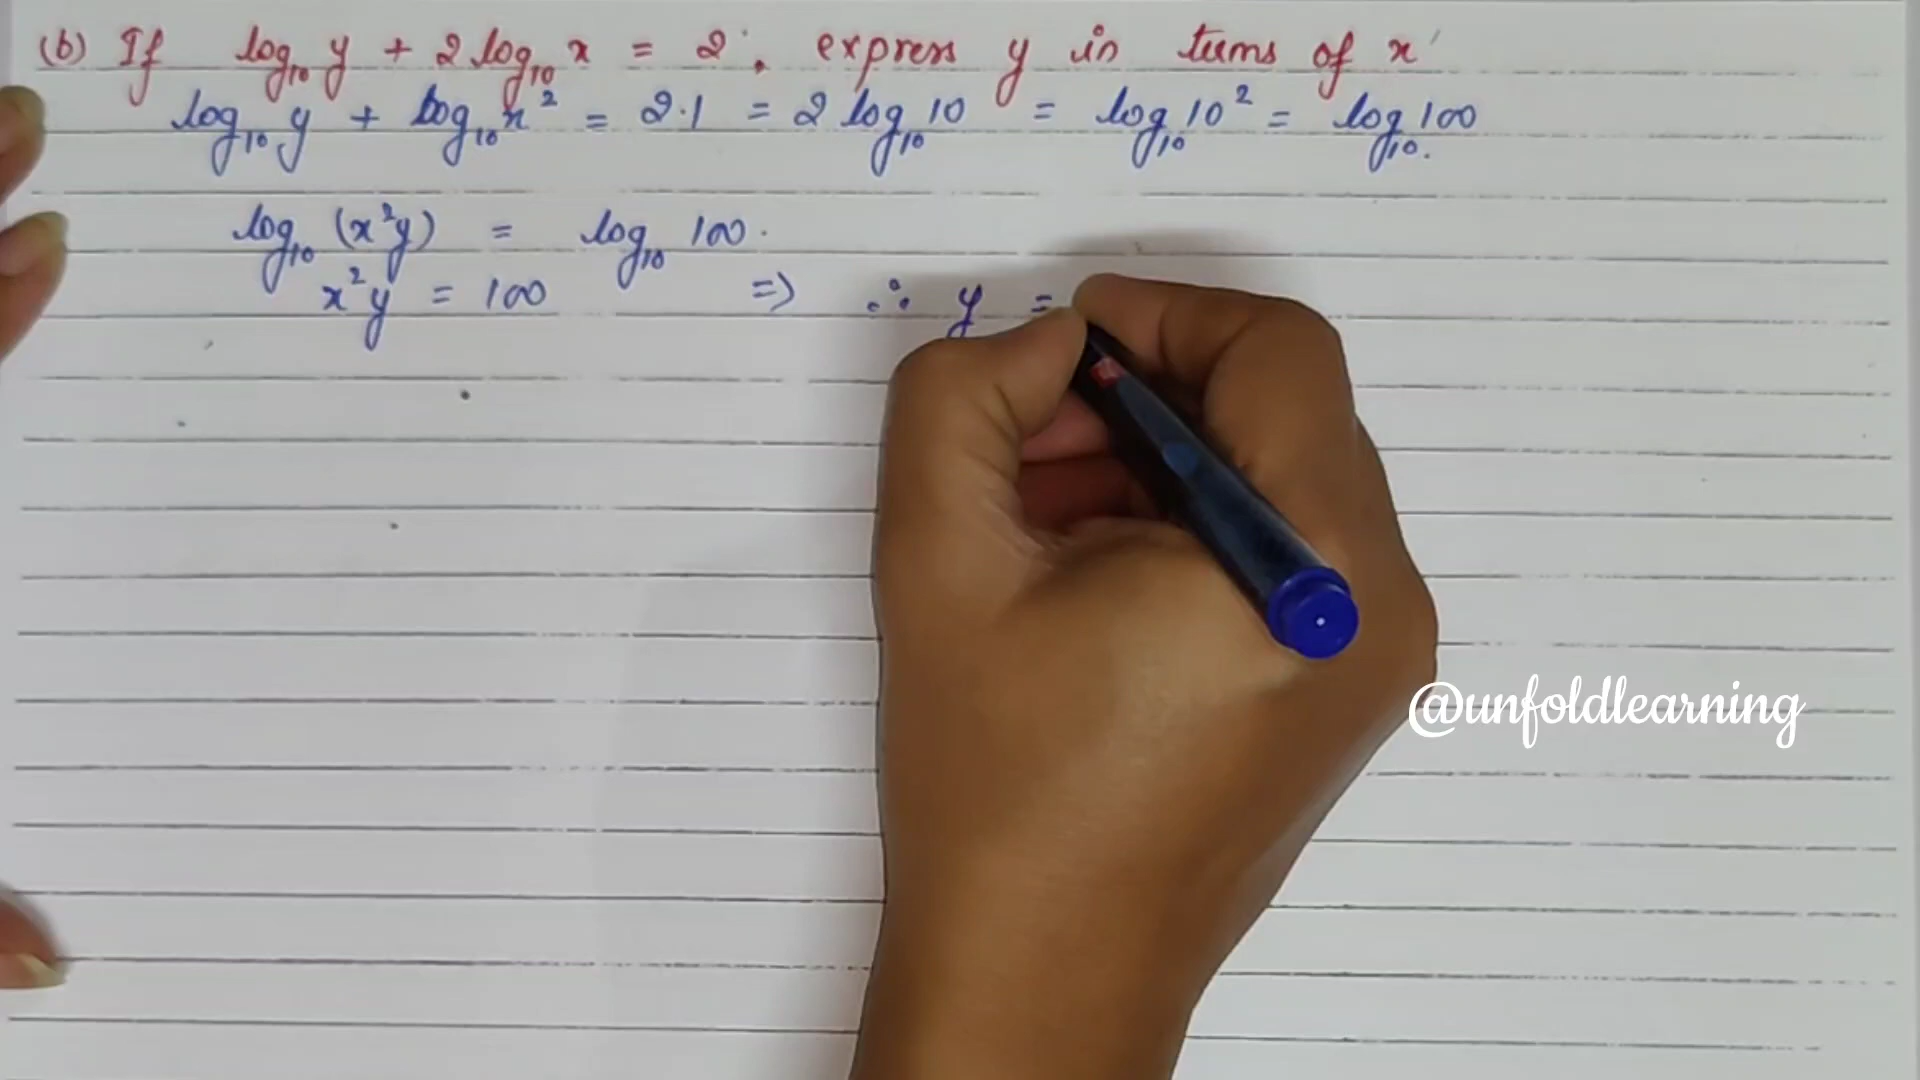 (b) If log₁₀ y + 2 log₁₀ x = 2. express y in terms of x
log₁₀ y + log₁₀ x² = 2·1 = 2 log₁₀ 10 = log₁₀ 10² = log₁₀ 100
log₁₀ (x²y) = log₁₀ 100.
x²y = 100 => ∴ y =
@unfoldlearning